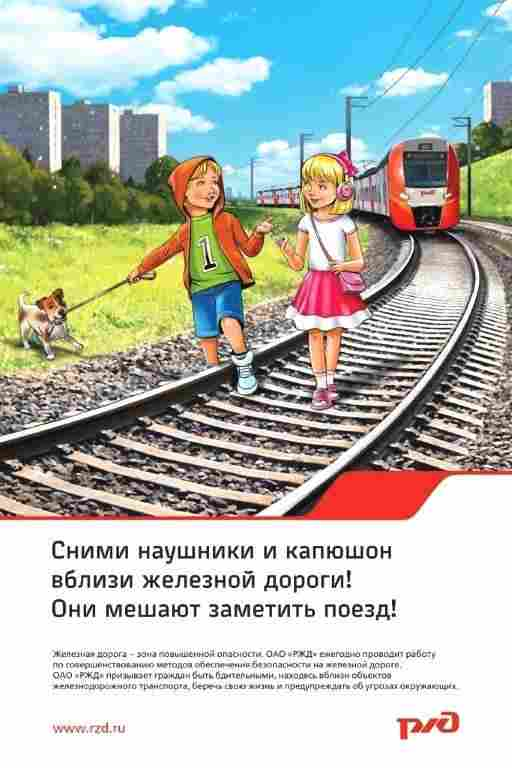 1
Сними наушники и капюшон
вблизи железной дороги!
Они мешают заметить поезд!
Железная дорога – зона повышенной опасности. ОАО «РЖД» ежегодно проводит работу
по совершенствованию методов обеспечения безопасности на железной дороге.
ОАО «РЖД» призывает граждан быть бдительными, находясь вблизи объектов
железнодорожного транспорта, беречь свою жизнь и предупреждать об угрозах окружающих.
www.rzd.ru
РЖД